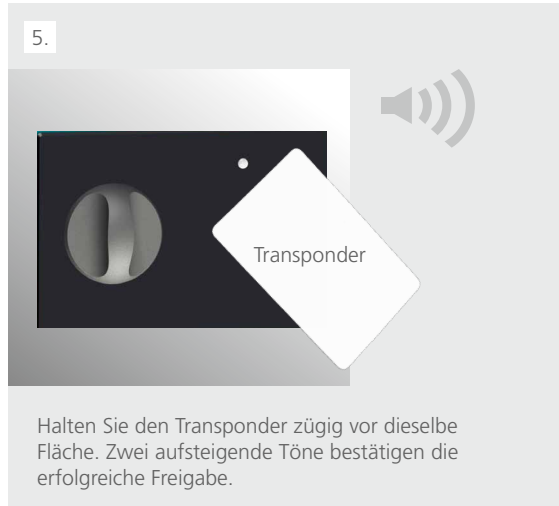 5.
Transponder
Halten Sie den Transponder zügig vor dieselbe
Fläche. Zwei aufsteigende Töne bestätigen die
erfolgreiche Freigabe.